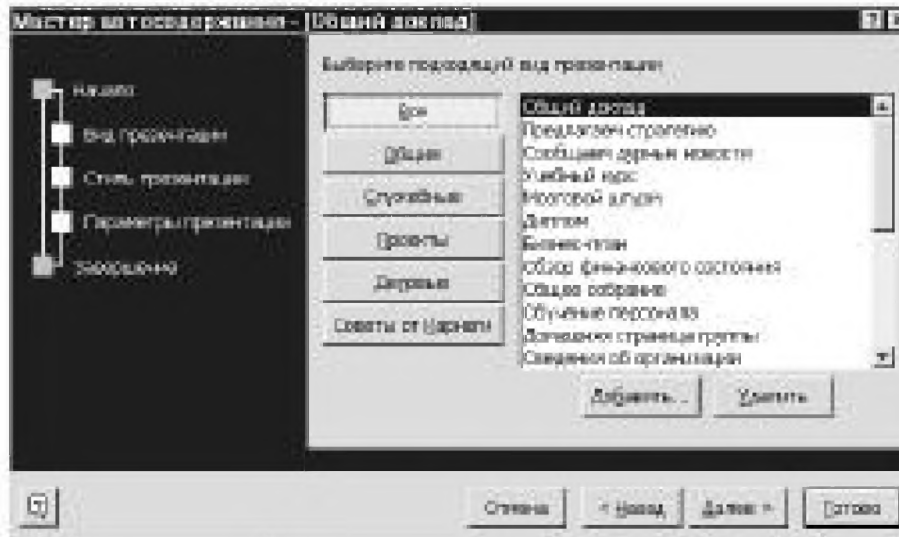 Мастер автосодержания - [Общий доклад]
Выберите подходящий вид презентации
Начало
Вид презентации
Стиль презентации
Параметры презентации
Завершение
Все
Общие
Служебные
Проекты
Деловые
Советы от Карнеги
Общий доклад
Предлагаем стратегию
Сообщаем дурные новости
Учебный курс
Мозговой штурм
Диплом
Бизнес-план
Обзор финансового состояния
Общее собрание
Обучение персонала
Домашняя страница группы
Сведения об организации
Добавить...
Удалить
Отмена
< Назад
Далее >
Готово